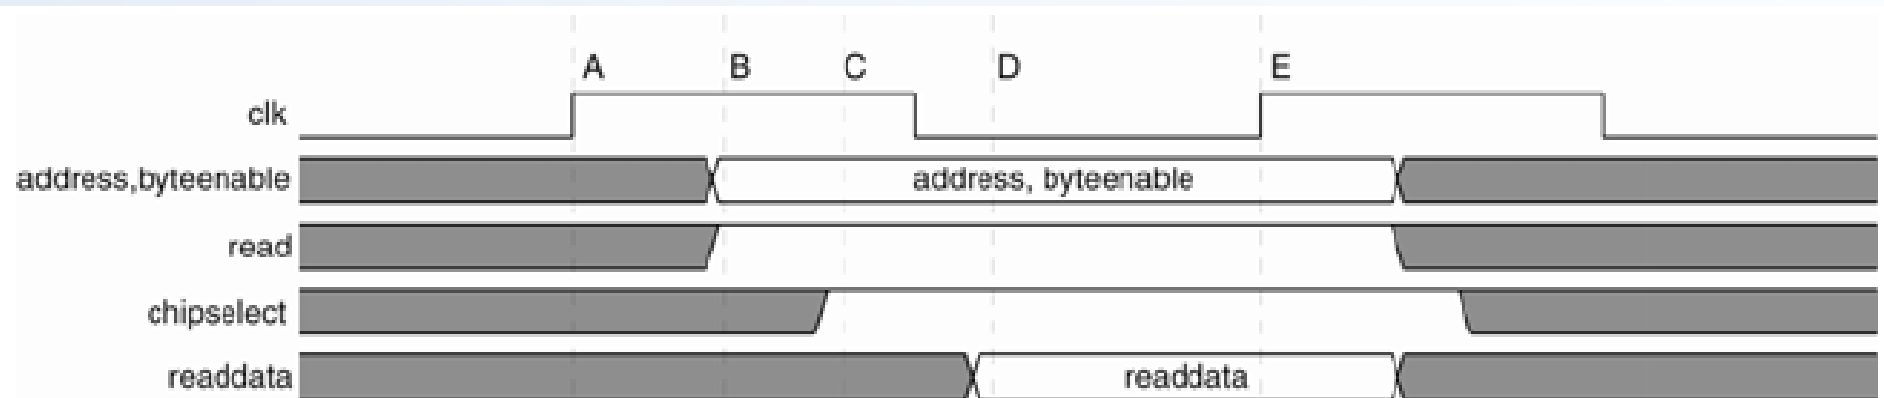 A B C D E
clk
address,byteenable address, byteenable
read
chipselect
readdata readdata